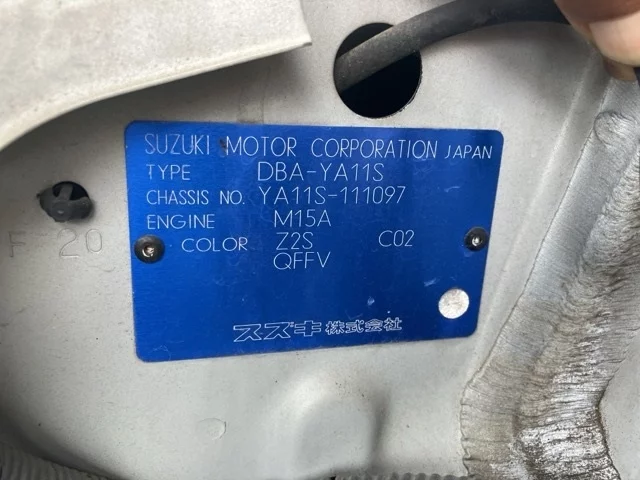 SUZUKI MOTOR CORPORATION JAPAN
TYPE DBA-YA11S
CHASSIS NO. YA11S-111097
ENGINE M15A
COLOR Z2S C02
QFFV
スズキ株式会社
F 20